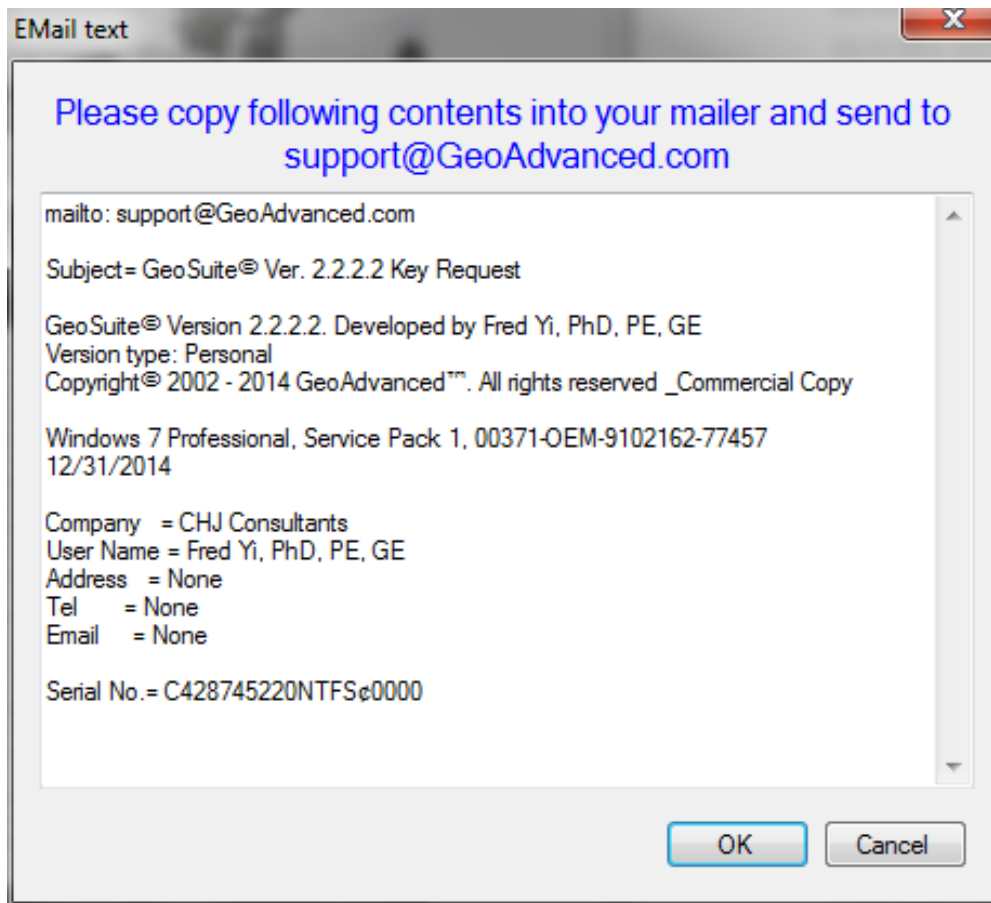 EMail text
Please copy following contents into your mailer and send to
support@GeoAdvanced.com
mailto: support@GeoAdvanced.com
Subject= GeoSuite® Ver. 2.2.2.2 Key Request
GeoSuite® Version 2.2.2.2. Developed by Fred Yi, PhD, PE, GE
Version type: Personal
Copyright® 2002 - 2014 GeoAdvanced™. All rights reserved _Commercial Copy
Windows 7 Professional, Service Pack 1, 00371-OEM-9102162-77457
12/31/2014
Company = CHJ Consultants
User Name = Fred Yi, PhD, PE, GE
Address = None
Tel = None
Email = None
Serial No.= C428745220NTFS¢0000
OK Cancel